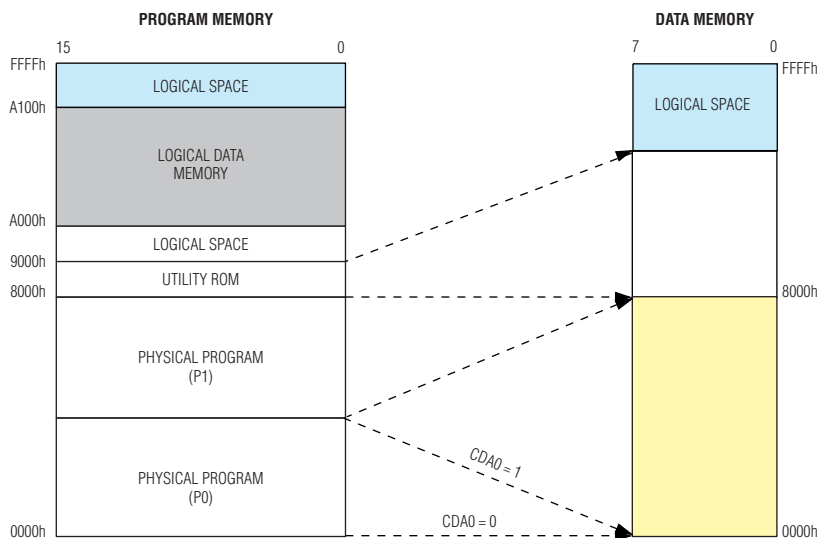 PROGRAM MEMORY
15 0
FFFFh
LOGICAL SPACE
A100h
LOGICAL DATA
MEMORY
A000h
LOGICAL SPACE
9000h
UTILITY ROM
8000h
PHYSICAL PROGRAM
(P1)
PHYSICAL PROGRAM
(P0)
0000h
CDA0 = 1
CDA0 = 0
DATA MEMORY
7 0
FFFFh
LOGICAL SPACE
8000h
0000h